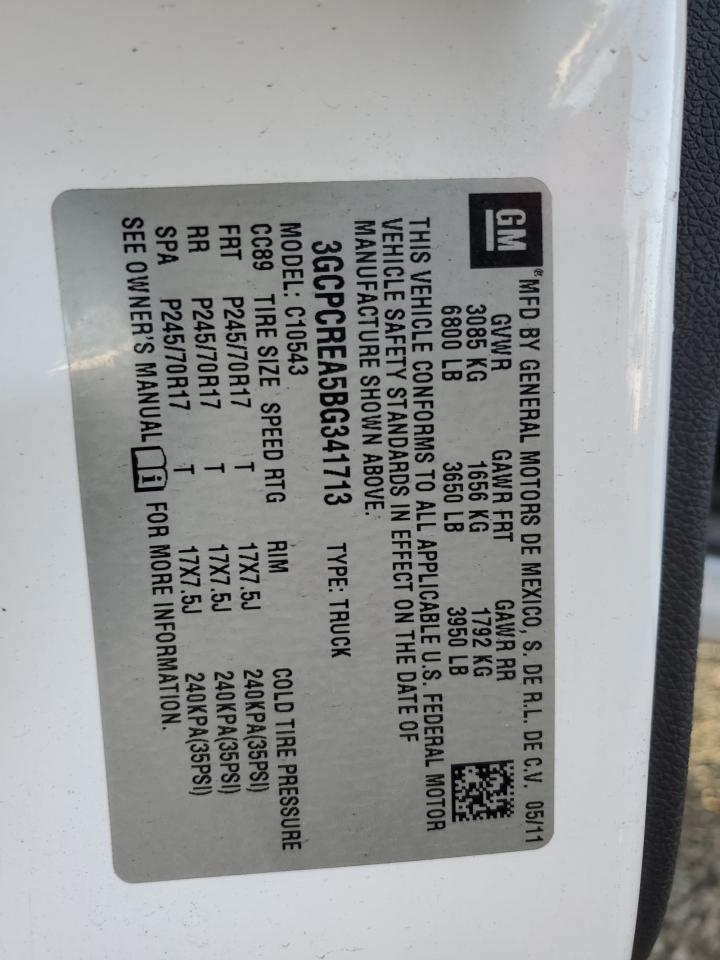 GM® MFD BY GENERAL MOTORS DE MEXICO, S. DE R.L. DE C.V. 05/11
GVWR GAWR FRT GAWR RR
3085 KG 1656 KG 1792 KG
6800 LB 3650 LB 3950 LB
THIS VEHICLE CONFORMS TO ALL APPLICABLE U.S. FEDERAL MOTOR
VEHICLE SAFETY STANDARDS IN EFFECT ON THE DATE OF
MANUFACTURE SHOWN ABOVE.
3GCPCREA5BG341713 TYPE: TRUCK
MODEL: C10543
CC89 TIRE SIZE SPEED RTG RIM COLD TIRE PRESSURE
FRT P245/70R17 T 17X7.5J 240KPA(35PSI)
RR P245/70R17 T 17X7.5J 240KPA(35PSI)
SPA P245/70R17 T 17X7.5J 240KPA(35PSI)
SEE OWNER'S MANUAL FOR MORE INFORMATION.